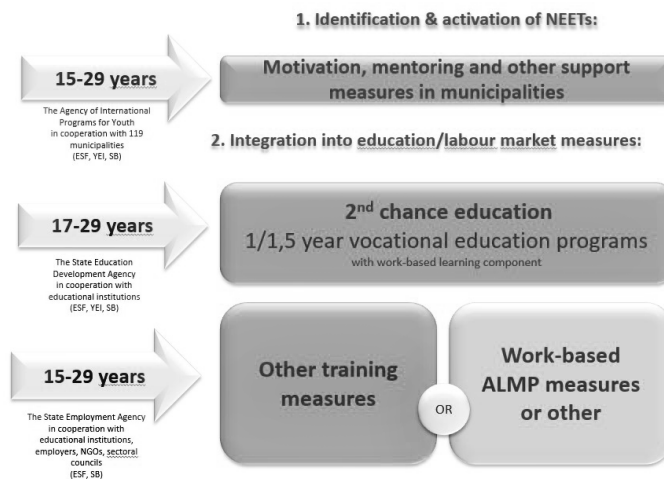 1. Identification & activation of NEETs:
15-29 years
Motivation, mentoring and other support
measures in municipalities
The Agency of International
Programs for Youth
in cooperation with 119
municipalities
(ESF, YEI, SB)
2. Integration into education/labour market measures:
17-29 years
2nd chance education
1/1,5 year vocational education programs
with work-based learning component
The State Education
Development Agency
in cooperation with
educational institutions
(ESF, YEI, SB)
15-29 years
Other training
measures
OR
Work-based
ALMP measures
or other
The State Employment Agency
in cooperation with
educational institutions,
employers, NGOs, sectoral
councils
(ESF, SB)